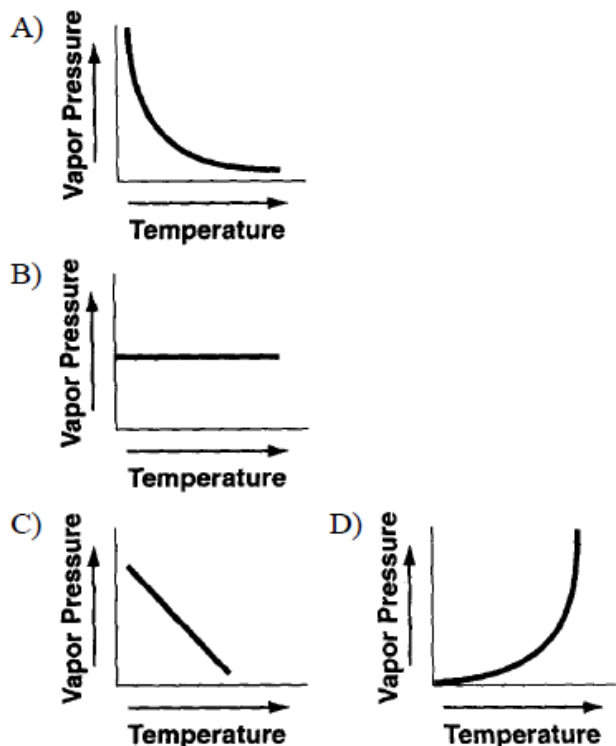 A)
Vapor Pressure
Temperature
B)
Vapor Pressure
Temperature
C)
Vapor Pressure
Temperature
D)
Vapor Pressure
Temperature